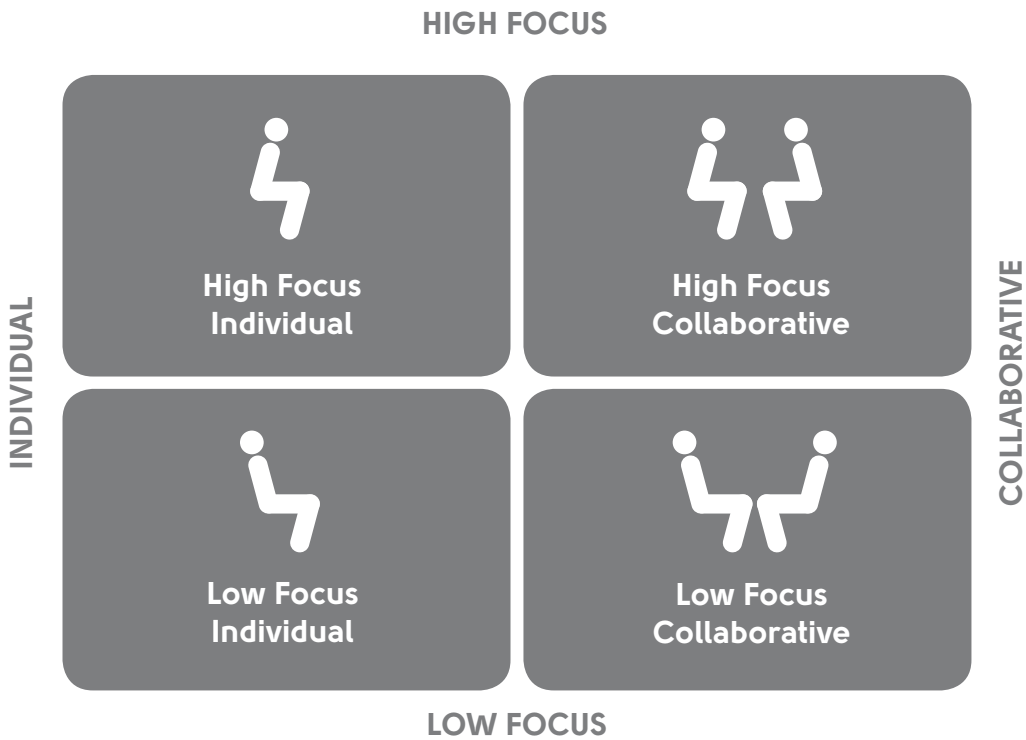 HIGH FOCUS
INDIVIDUAL
High Focus
Individual
High Focus
Collaborative
COLLABORATIVE
Low Focus
Individual
Low Focus
Collaborative
LOW FOCUS